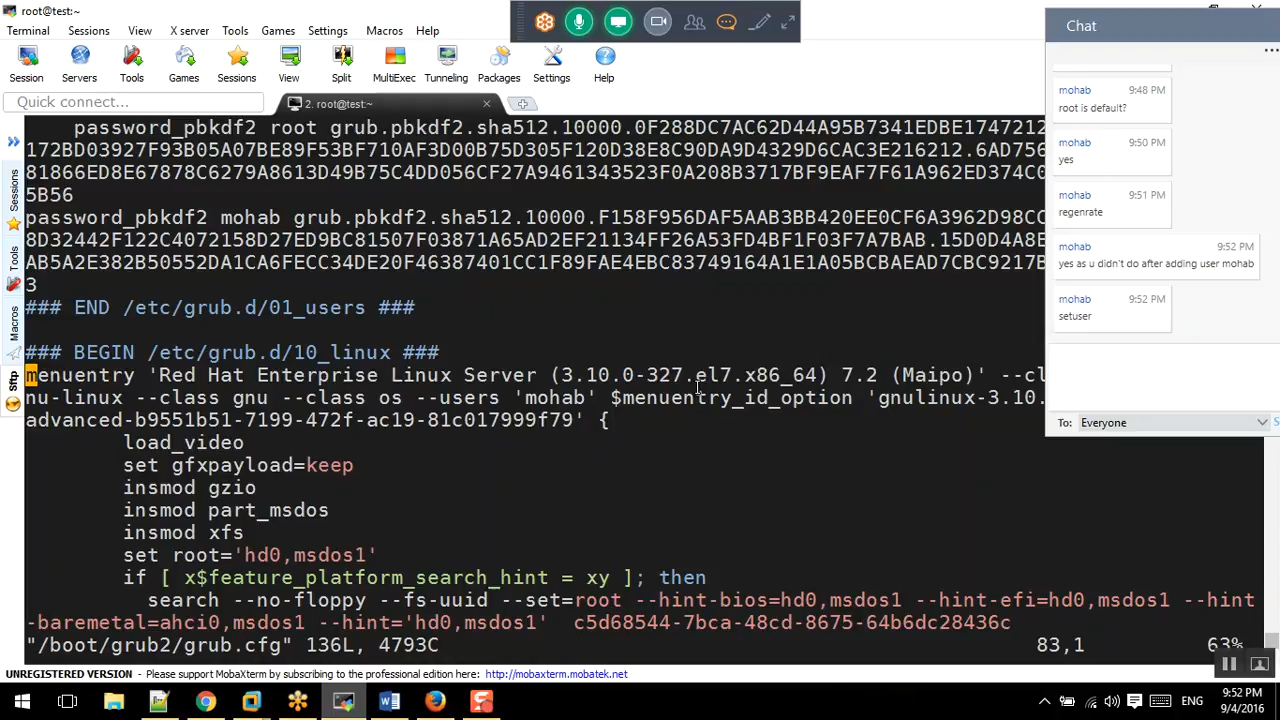 root@test:~
Terminal Sessions View X server Tools Games Settings Macros Help
Session Servers Tools Games Sessions View Split MultiExec Tunneling Packages Settings Help
Quick connect...
2. root@test:~
Sessions
Tools
Macros
Sftp
password_pbkdf2 root grub.pbkdf2.sha512.10000.0F288DC7AC62D44A95B7341EDBE1747212
172BD03927F93B05A07BE89F53BF710AF3D00B75D305F120D38E8C90DA9D4329D6CAC3E216212.6AD756
81866ED8E67878C6279A8613D49B75C4DD056CF27A9461343523F0A208B3717BF9EAF7F61A962ED374C0
5B56
password_pbkdf2 mohab grub.pbkdf2.sha512.10000.F158F956DAF5AAB3BB420EE0CF6A3962D98CC
8D32442F122C4072158D27ED9BC81507F03871A65AD2EF21134FF26A53FD4BF1F03F7A7BAB.15D0D4A8E
AB5A2E382B50552DA1CA6FECC34DE20F46387401CC1F89FAE4EBC83749164A1E1A05BCBAEAD7CBC9217B
3
### END /etc/grub.d/01_users ###
### BEGIN /etc/grub.d/10_linux ###
menuentry 'Red Hat Enterprise Linux Server (3.10.0-327.el7.x86_64) 7.2 (Maipo)' --cl
nu-linux --class gnu --class os --users 'mohab' $menuentry_id_option 'gnulinux-3.10.
advanced-b9551b51-7199-472f-ac19-81c017999f79' {
load_video
set gfxpayload=keep
insmod gzio
insmod part_msdos
insmod xfs
set root='hd0,msdos1'
if [ x$feature_platform_search_hint = xy ]; then
search --no-floppy --fs-uuid --set=root --hint-bios=hd0,msdos1 --hint-efi=hd0,msdos1 --hint
-baremetal=ahci0,msdos1 --hint='hd0,msdos1' c5d68544-7bca-48cd-8675-64b6dc28436c
"/boot/grub2/grub.cfg" 136L, 4793C 83,1 63%
Chat
mohab 9:48 PM
root is default?
mohab 9:50 PM
yes
mohab 9:51 PM
regenrate
mohab 9:52 PM
yes as u didn't do after adding user mohab
mohab 9:52 PM
setuser
To: Everyone
UNREGISTERED VERSION - Please support MobaXterm by subscribing to the professional edition here: http://mobaxterm.mobatek.net
ENG
9:52 PM
9/4/2016